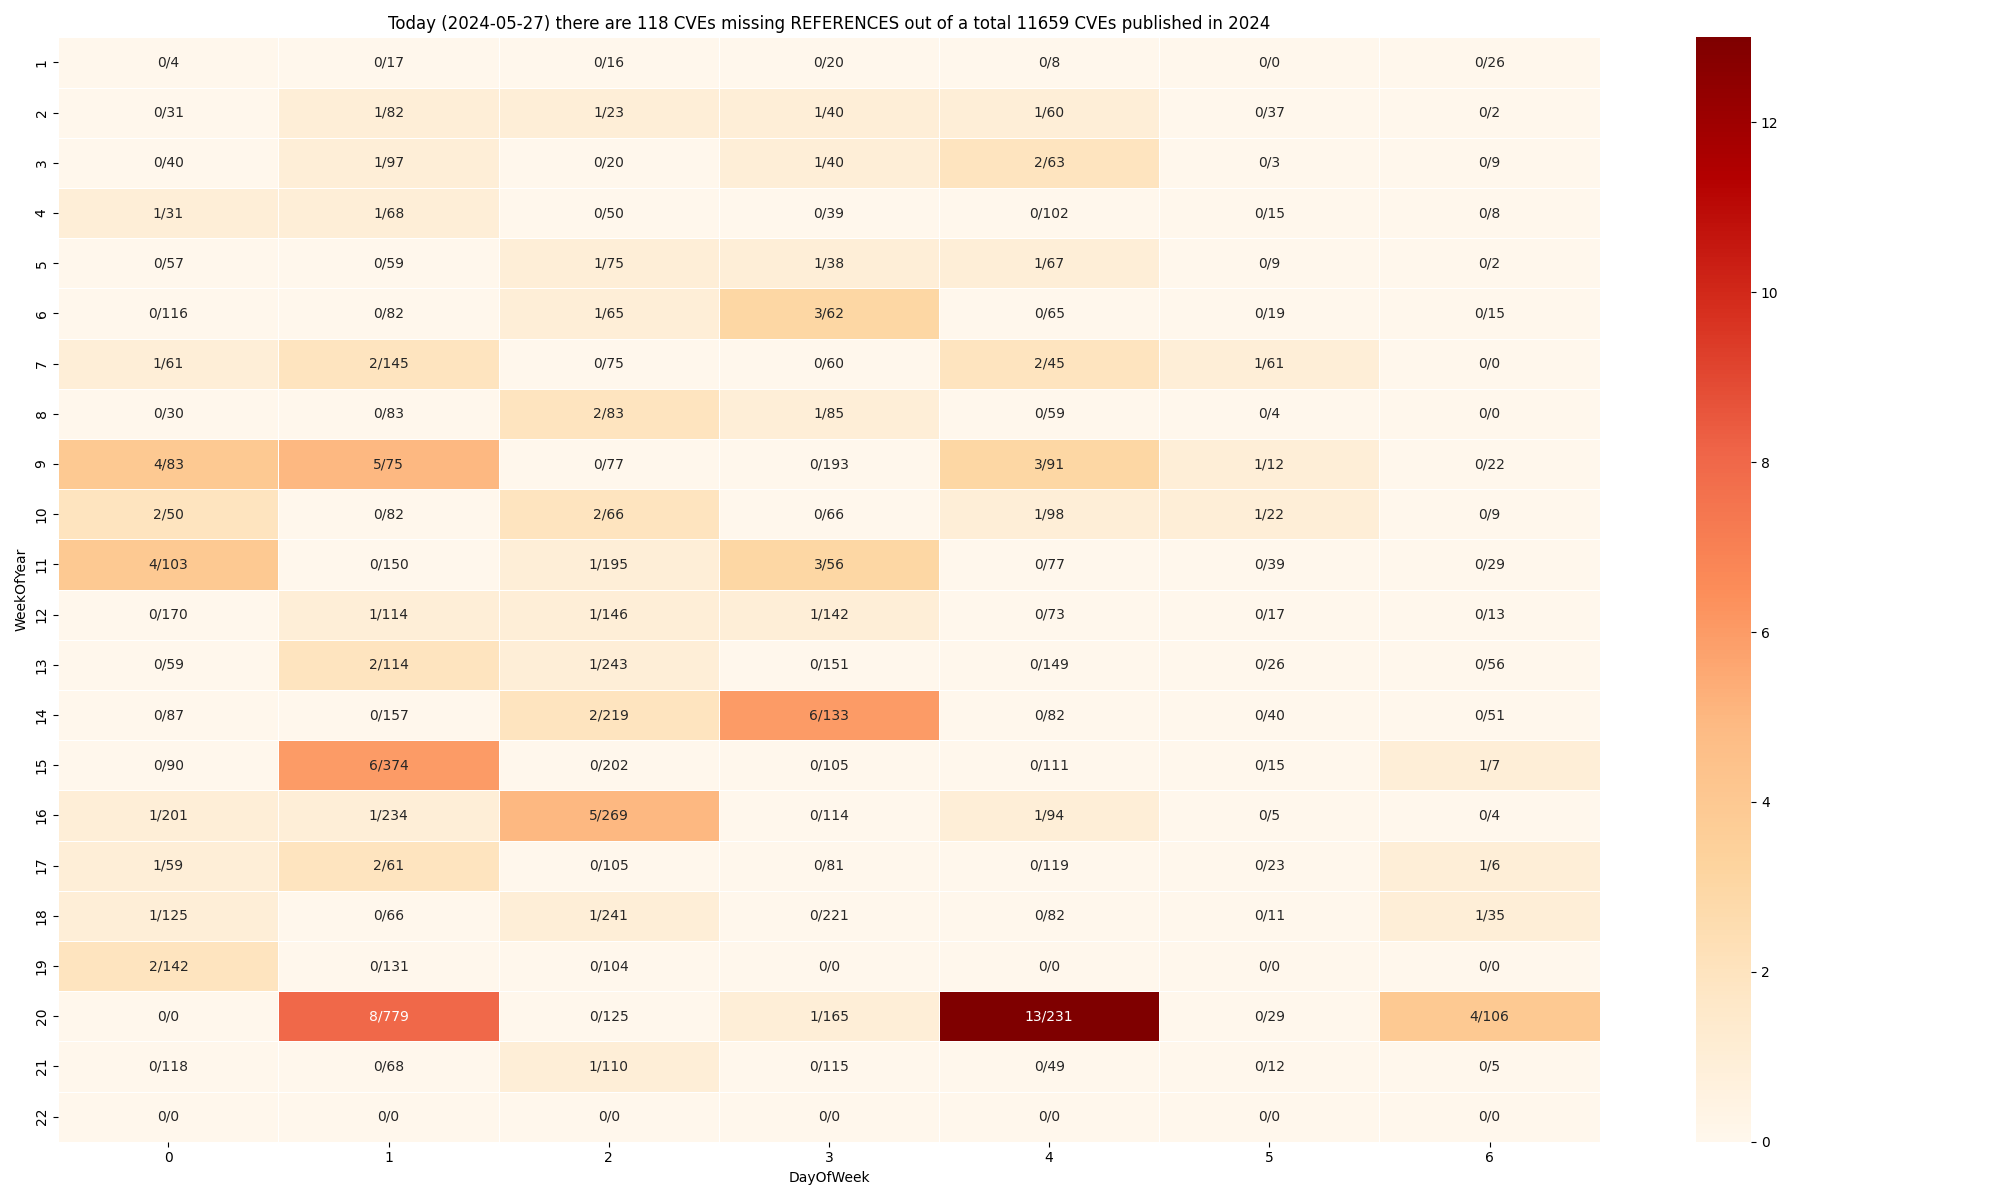 Today (2024-05-27) there are 118 CVEs missing REFERENCES out of a total 11659 CVEs published in 2024
1 0/4 0/17 0/16 0/20 0/8 0/0 0/26
2 0/31 1/82 1/23 1/40 1/60 0/37 0/2
3 0/40 1/97 0/20 1/40 2/63 0/3 0/9
4 1/31 1/68 0/50 0/39 0/102 0/15 0/8
5 0/57 0/59 1/75 1/38 1/67 0/9 0/2
6 0/116 0/82 1/65 3/62 0/65 0/19 0/15
7 1/61 2/145 0/75 0/60 2/45 1/61 0/0
8 0/30 0/83 2/83 1/85 0/59 0/4 0/0
9 4/83 5/75 0/77 0/193 3/91 1/12 0/22
10 2/50 0/82 2/66 0/66 1/98 1/22 0/9
11 4/103 0/150 1/195 3/56 0/77 0/39 0/29
12 0/170 1/114 1/146 1/142 0/73 0/17 0/13
13 0/59 2/114 1/243 0/151 0/149 0/26 0/56
14 0/87 0/157 2/219 6/133 0/82 0/40 0/51
15 0/90 6/374 0/202 0/105 0/111 0/15 1/7
16 1/201 1/234 5/269 0/114 1/94 0/5 0/4
17 1/59 2/61 0/105 0/81 0/119 0/23 1/6
18 1/125 0/66 1/241 0/221 0/82 0/11 1/35
19 2/142 0/131 0/104 0/0 0/0 0/0 0/0
20 0/0 8/779 0/125 1/165 13/231 0/29 4/106
21 0/118 0/68 1/110 0/115 0/49 0/12 0/5
22 0/0 0/0 0/0 0/0 0/0 0/0 0/0
0 1 2 3 4 5 6
DayOfWeek
WeekOfYear
12
10
8
6
4
2
0